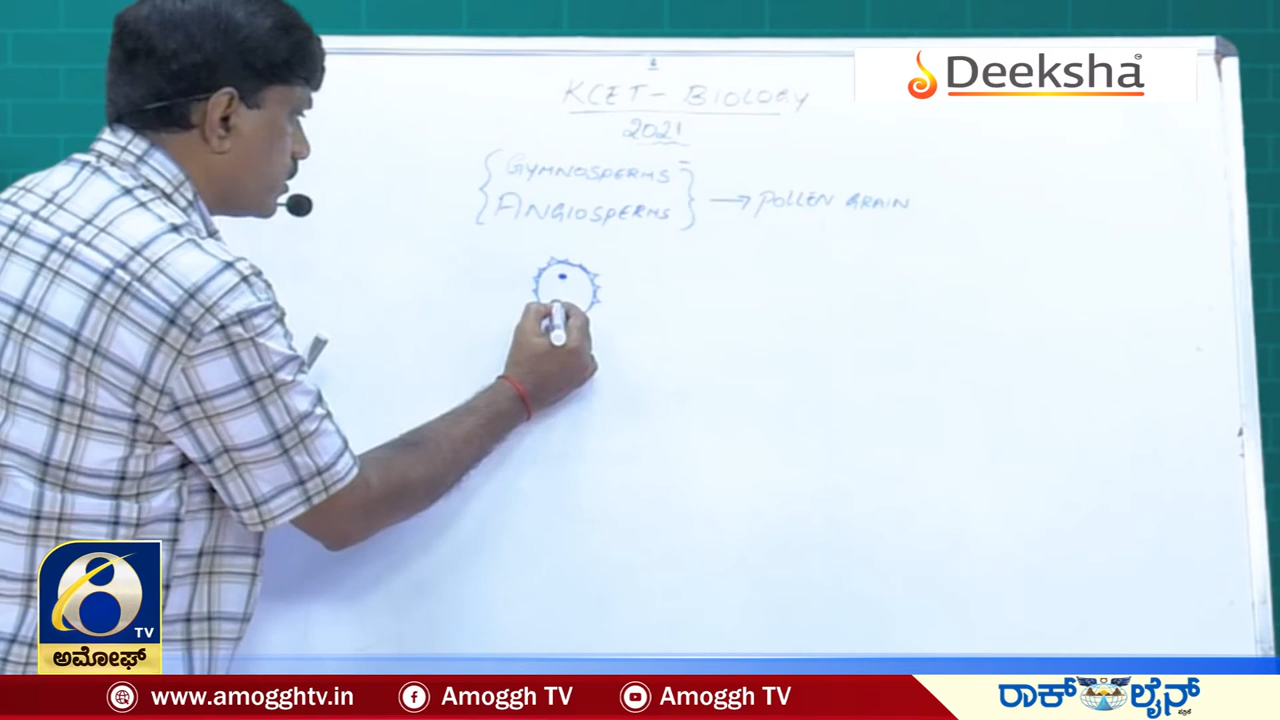 Deeksha
KCET - BIOLOGY
2021
GYMNOSPERMS
ANGIOSPERMS
→ POLLEN GRAIN
TV
ಅಮೋಘ್
www.amogghtv.in
Amoggh TV
Amoggh TV
ರಾಕ್ ಲೈನ್